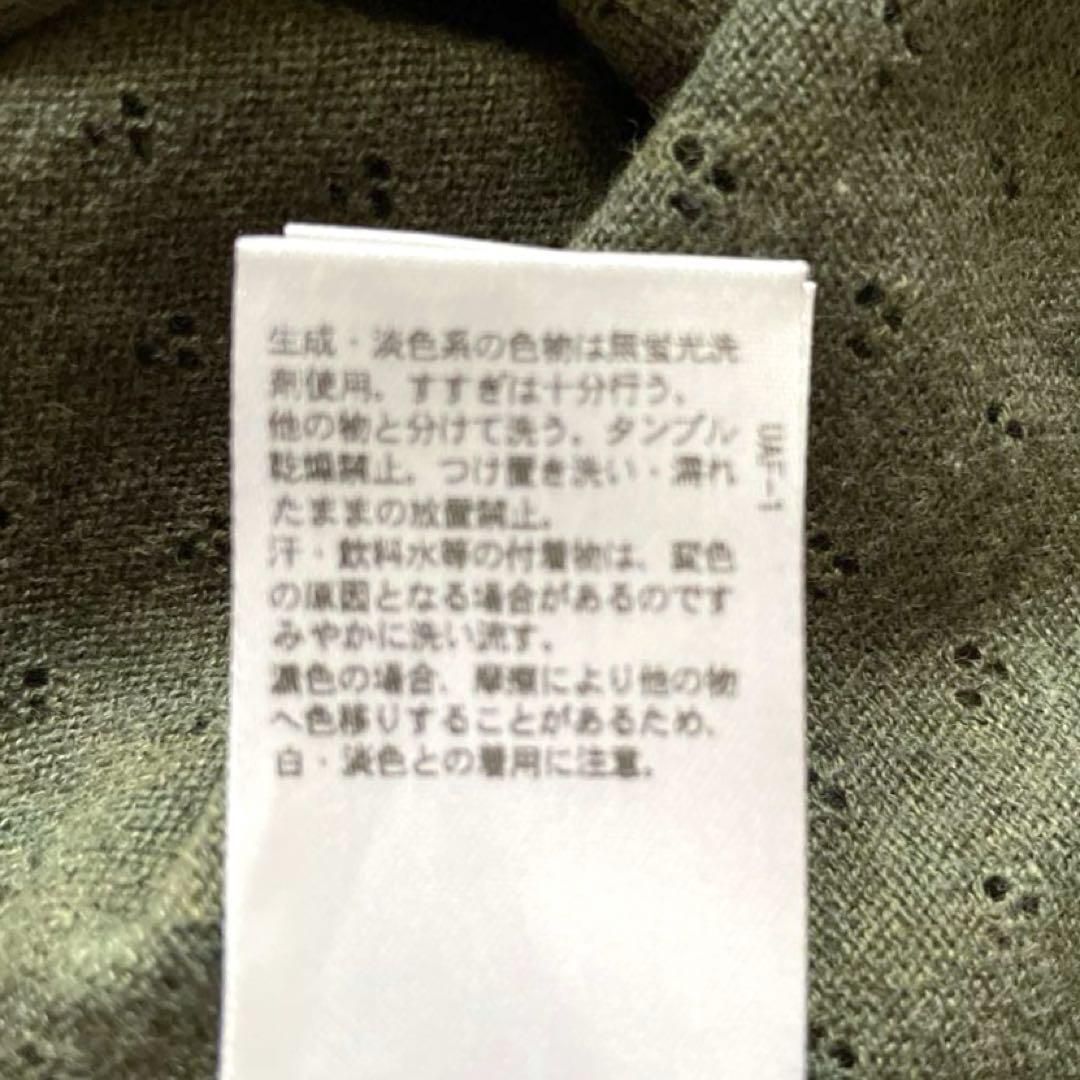 生成・淡色系の色物は無蛍光洗
剤使用。すすぎは十分行う。
他の物と分けて洗う。タンブル
乾燥禁止。つけ置き洗い・濡れ
たままの放置禁止。
汗・飲料水等の付着物は、変色
の原因となる場合があるのです
みやかに洗い流す。
濃色の場合、摩擦により他の物
へ色移りすることがあるため、
白・淡色との着用に注意。